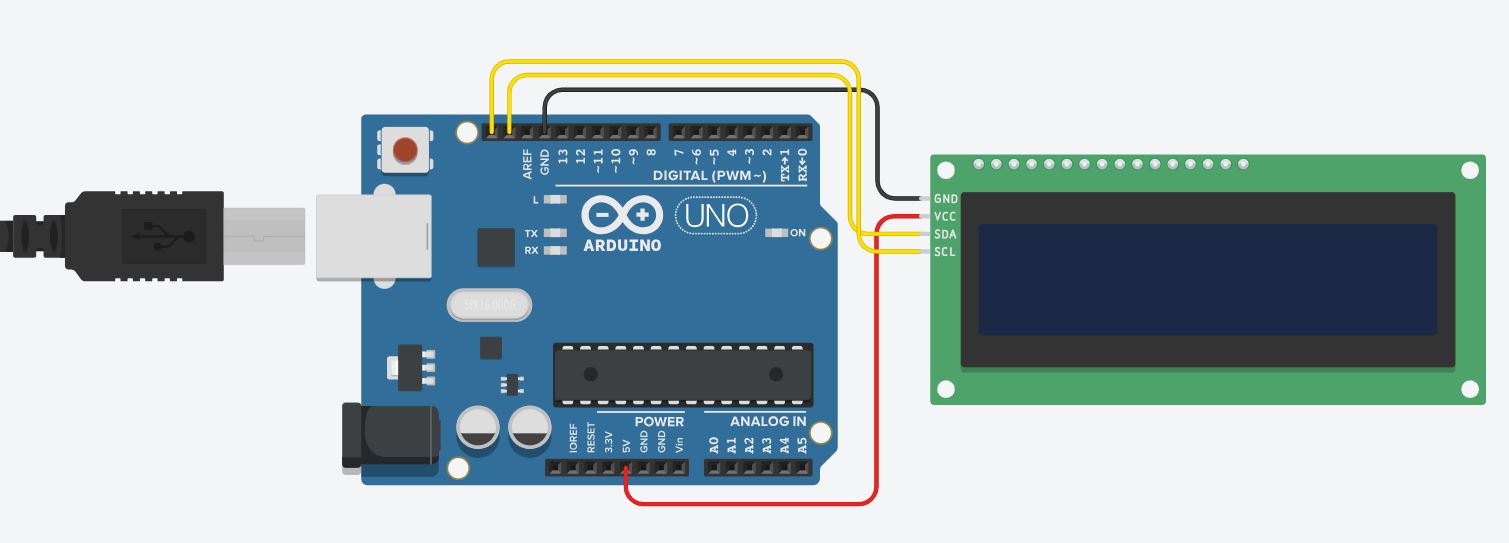 AREF
GND
13
12
~11
~10
~9
8
7
~6
~5
4
~3
2
TX→1
RX←0
DIGITAL (PWM ~)
L
TX
RX
UNO
ON
ARDUINO
GND
VCC
SDA
SCL
SPK16.000G
POWER
ANALOG IN
IOREF
RESET
3.3V
5V
GND
GND
Vin
A0
A1
A2
A3
A4
A5